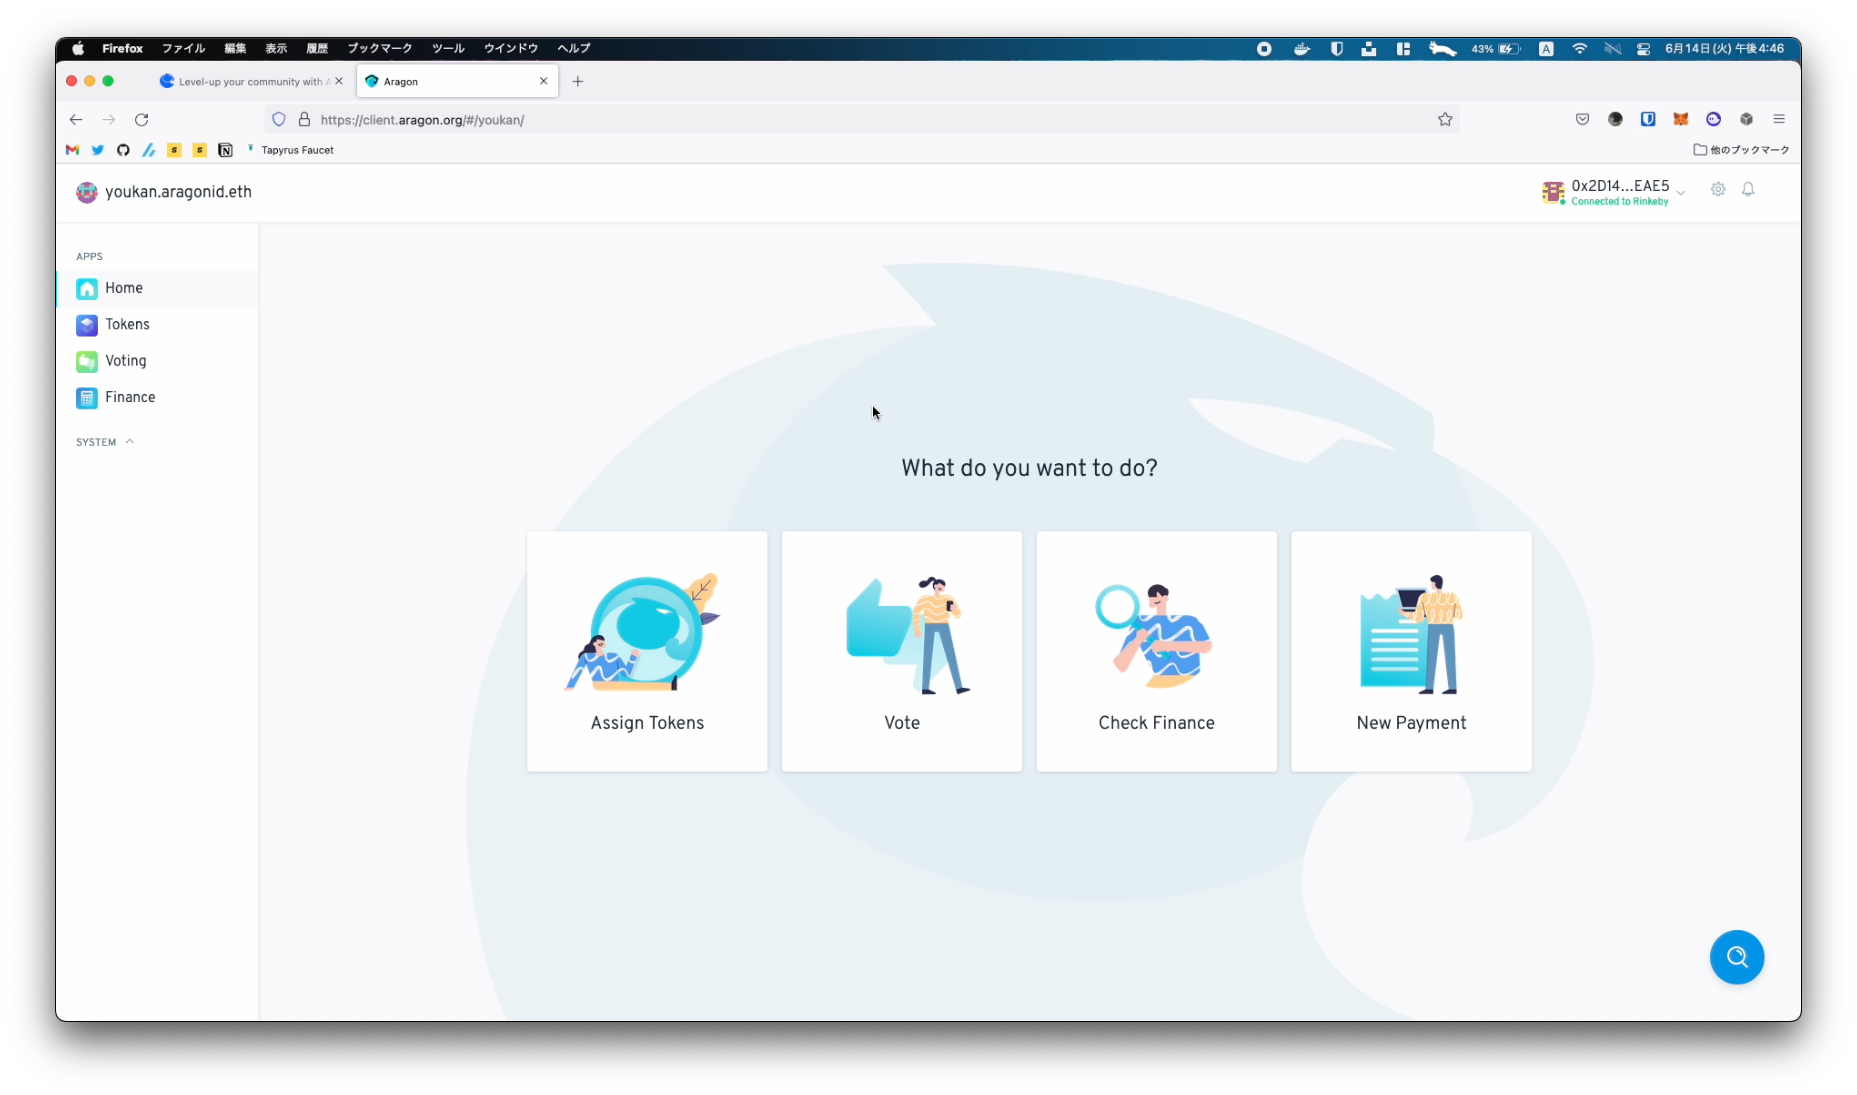 Firefox ファイル 編集 表示 履歴 ブックマーク ツール ウインドウ ヘルプ 43% A 6月14日(火) 午後4:46
Level-up your community with A Aragon
https://client.aragon.org/#/youkan/
Tapyrus Faucet 他のブックマーク
youkan.aragonid.eth
0x2D14...EAE5
Connected to Rinkeby
APPS
Home
Tokens
Voting
Finance
SYSTEM
What do you want to do?
Assign Tokens
Vote
Check Finance
New Payment